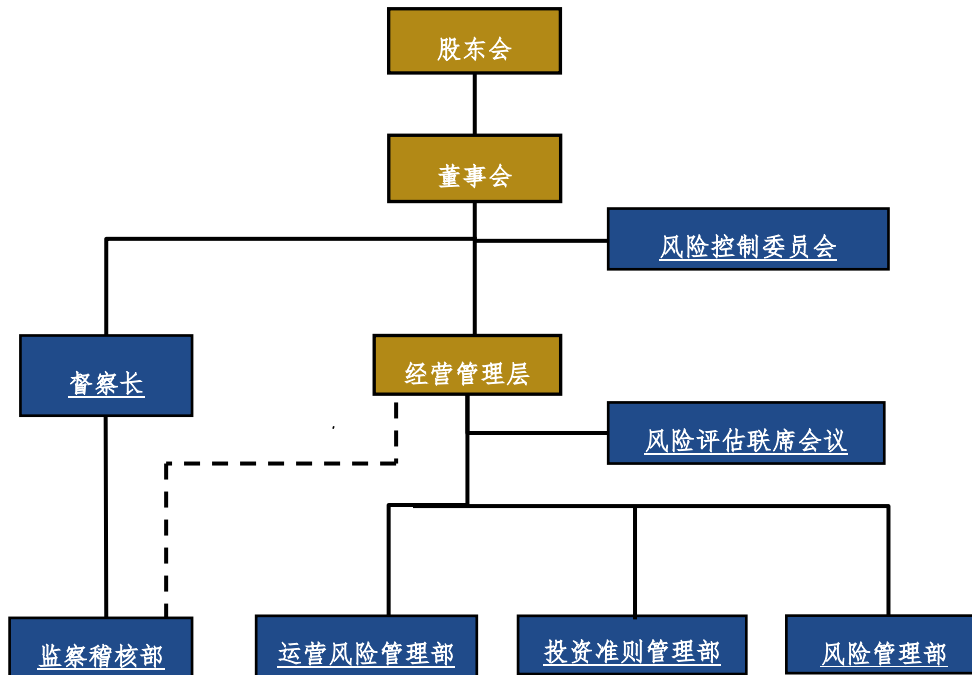 股东会
董事会
风险控制委员会
督察长
经营管理层
风险评估联席会议
监察稽核部
运营风险管理部
投资准则管理部
风险管理部